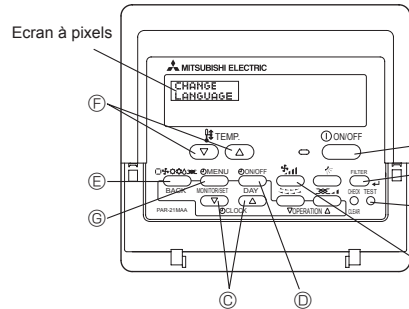 Ecran à pixels
MITSUBISHI ELECTRIC
CHANGE
LANGUAGE
TEMP.
ON/OFF
MENU
ON/OFF
FILTER
BACK
MONITOR/SET
DAY
CHECK TEST
PAR-21MAA
CLOCK
OPERATION
CLEAR
F
E
G
C
D